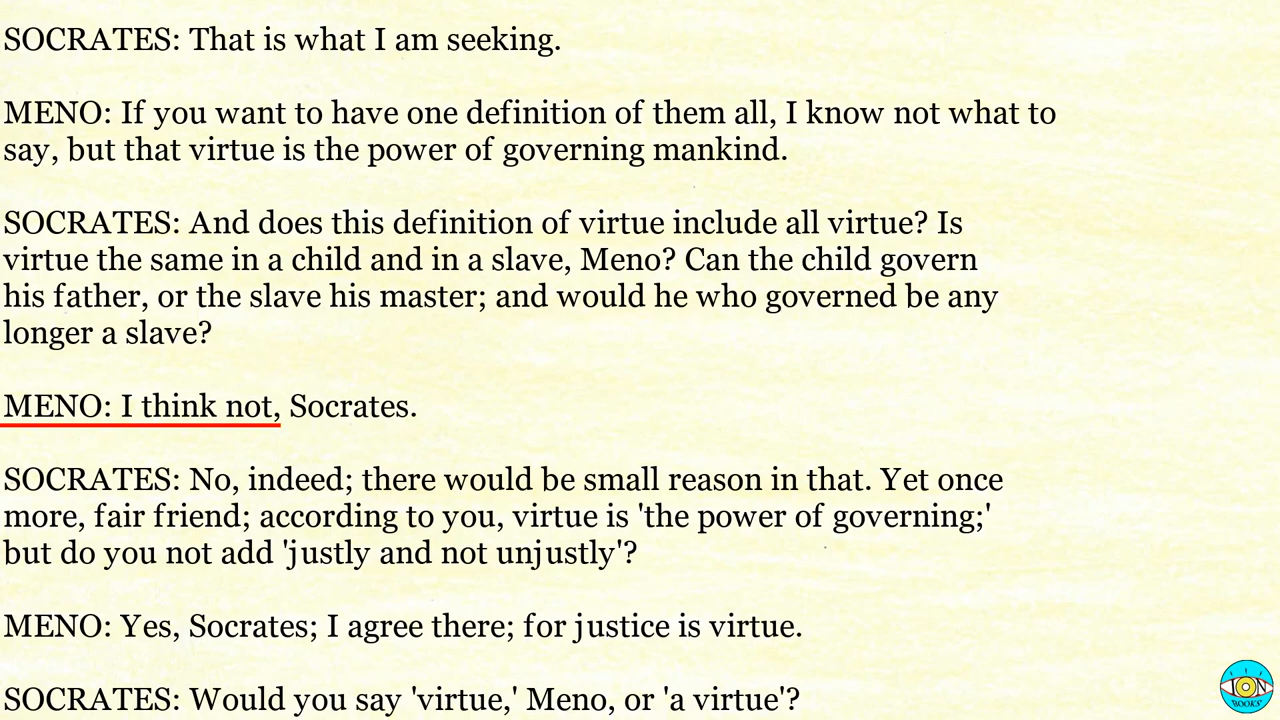 SOCRATES: That is what I am seeking.
MENO: If you want to have one definition of them all, I know not what to
say, but that virtue is the power of governing mankind.
SOCRATES: And does this definition of virtue include all virtue? Is
virtue the same in a child and in a slave, Meno? Can the child govern
his father, or the slave his master; and would he who governed be any
longer a slave?
MENO: I think not, Socrates.
SOCRATES: No, indeed; there would be small reason in that. Yet once
more, fair friend; according to you, virtue is 'the power of governing;'
but do you not add 'justly and not unjustly'?
MENO: Yes, Socrates; I agree there; for justice is virtue.
SOCRATES: Would you say 'virtue,' Meno, or 'a virtue'?
ION
BOOKS